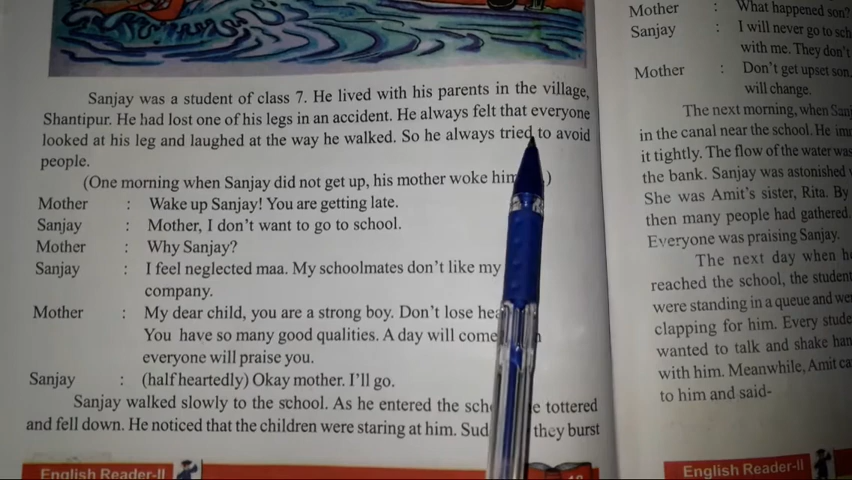 Sanjay was a student of class 7. He lived with his parents in the village,
Shantipur. He had lost one of his legs in an accident. He always felt that everyone
looked at his leg and laughed at the way he walked. So he always tried to avoid
people.
(One morning when Sanjay did not get up, his mother woke him )
Mother : Wake up Sanjay! You are getting late.
Sanjay : Mother, I don't want to go to school.
Mother : Why Sanjay?
Sanjay : I feel neglected maa. My schoolmates don't like my
company.
Mother : My dear child, you are a strong boy. Don't lose
You have so many good qualities. A day will come
everyone will praise you.
Sanjay : (half heartedly) Okay mother. I'll go.
Sanjay walked slowly to the school. As he entered the tottered
and fell down. He noticed that the children were staring at him. they burst
English Reader-II
Mother : What happened son?
Sanjay : I will never go to
with me. They don't
Mother : Don't get upset son.
will change.
The next morning, when
in the canal near the school. He
it tightly. The flow of the water was
the bank. Sanjay was astonished
She was Amit's sister, Rita. By
then many people had gathered.
Everyone was praising Sanjay.
The next day when
reached the school, the
were standing in a queue and
clapping for him. Every
wanted to talk and shake
with him. Meanwhile, Amit
to him and said-
English Reader-II